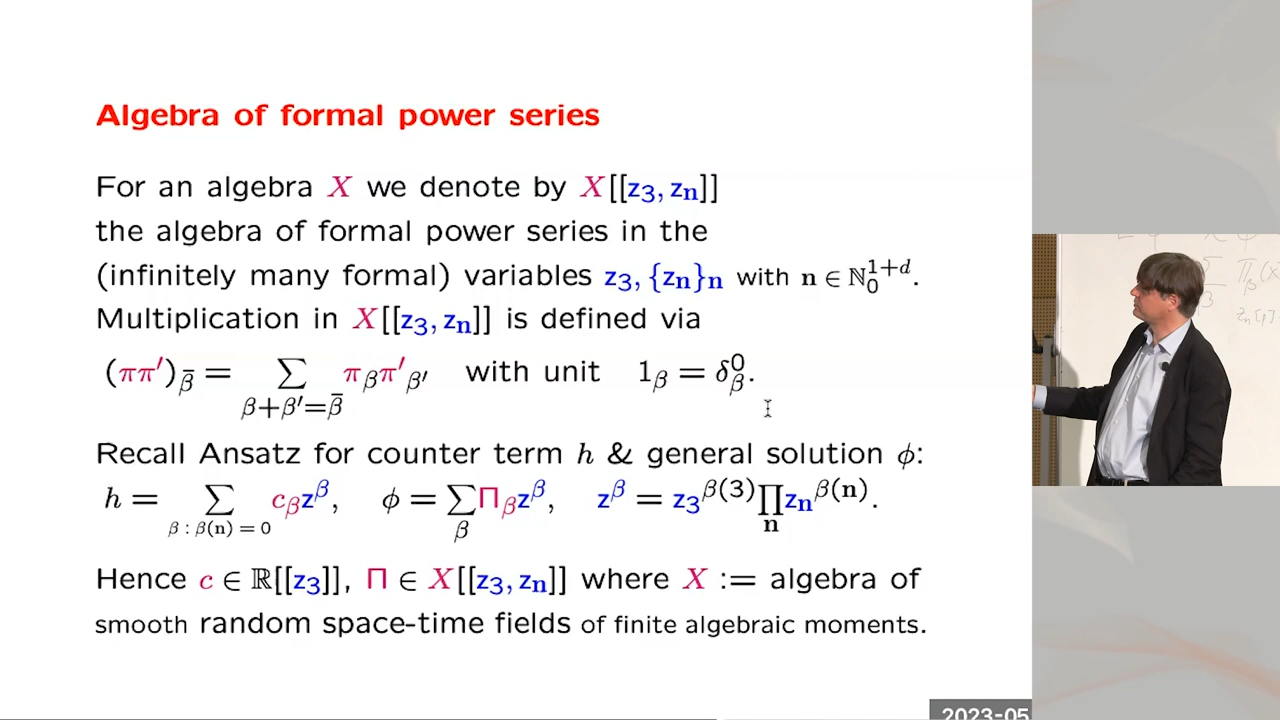 Algebra of formal power series
For an algebra X we denote by X[[z₃, zₙ]]
the algebra of formal power series in the
(infinitely many formal) variables z₃, {zₙ}ₙ with n ∈ ℕ₀¹⁺ᵈ.
Multiplication in X[[z₃, zₙ]] is defined via
(ππ′)_β̄ = ∑_{β+β′=β̄} π_β π′_β′ with unit 1_β = δ_β^0.
Recall Ansatz for counter term h & general solution ϕ:
h = ∑_{β : β(n) = 0} c_β z^β, ϕ = ∑_β Π_β z^β, z^β = z₃^{β(3)} ∏_n zₙ^{β(n)}.
Hence c ∈ ℝ[[z₃]], Π ∈ X[[z₃, zₙ]] where X := algebra of
smooth random space-time fields of finite algebraic moments.
2023-05